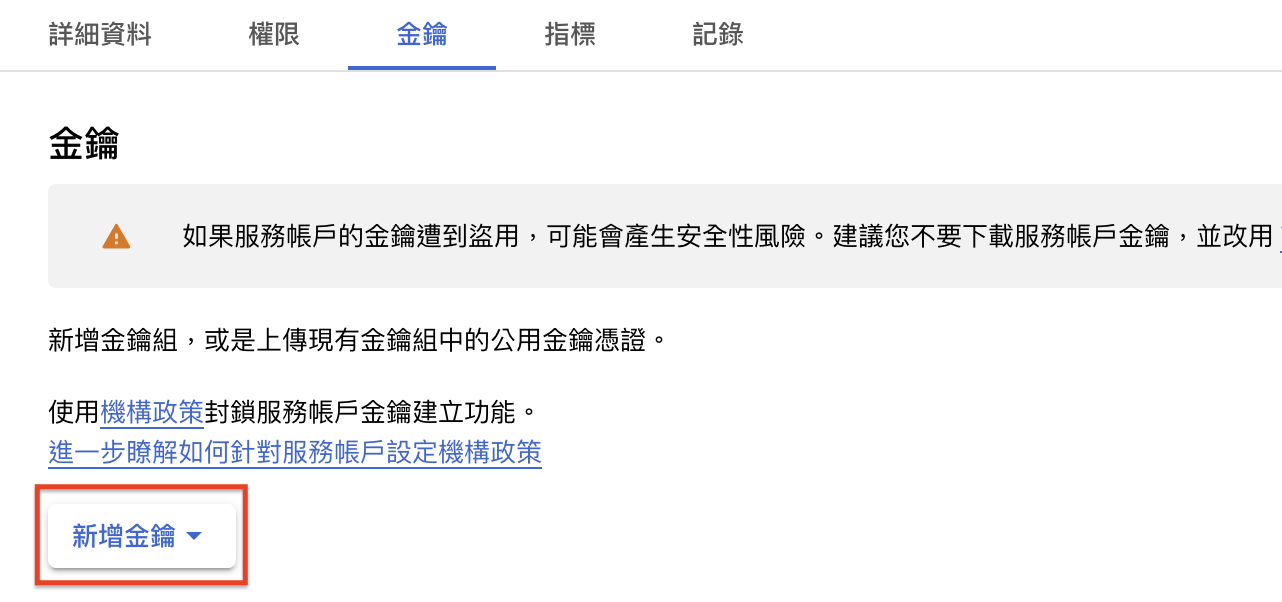 詳細資料 權限 金鑰 指標 記錄
金鑰
如果服務帳戶的金鑰遭到盜用，可能會產生安全性風險。建議您不要下載服務帳戶金鑰，並改用
新增金鑰組，或是上傳現有金鑰組中的公用金鑰憑證。
使用機構政策封鎖服務帳戶金鑰建立功能。
進一步瞭解如何針對服務帳戶設定機構政策
新增金鑰